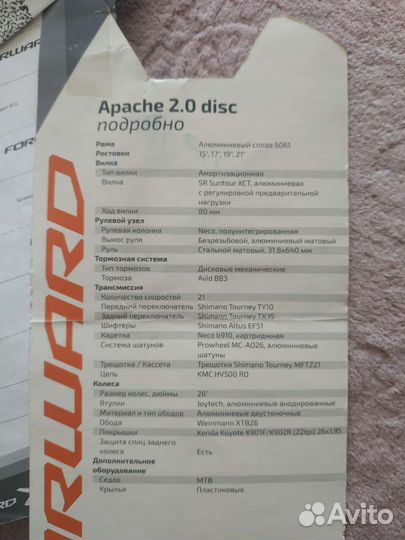 RWARD
FOR
FORWARD
Apache 2.0 disc
подробно
Рама Алюминиевый сплав 6061
Ростовки 15", 17", 19", 21"
Вилка
Тип вилки Амортизационная
Вилка SR Suntour XCT, алюминиевая
с регулировкой предварительной
нагрузки
Ход вилки 80 мм
Рулевой узел
Рулевая колонка Neco, полуинтегрированная
Вынос руля Безрезьбовой, алюминиевый матовый
Руль Стальной матовый, 31.8x640 мм
Тормозная система
Тип тормозов Дисковые механические
Тормоза Avid BB3
Трансмиссия
Количество скоростей 21
Передний переключатель Shimano Tourney TY10
Задний переключатель Shimano Tourney TX35
Шифтеры Shimano Altus EF51
Каретка Neco b910, картриджная
Система шатунов Prowheel MC-AD26, алюминиевые
шатуны
Трещотка / Кассета Трещотка Shimano Tourney MFTZ21
Цепь KMC HV500 RO
Колеса
Размер колес, дюймы 26"
Втулки Joytech, алюминиевые анодированные
Материал и тип ободов Алюминиевые двустеночные
Обода Weinmann XTB26
Покрышки Kenda Koyote K901F/K902R (22tpi) 26x1,95
Защита спиц заднего
колеса Есть
Дополнительное
оборудование
Седло MTB
Крылья Пластиковые
Avito